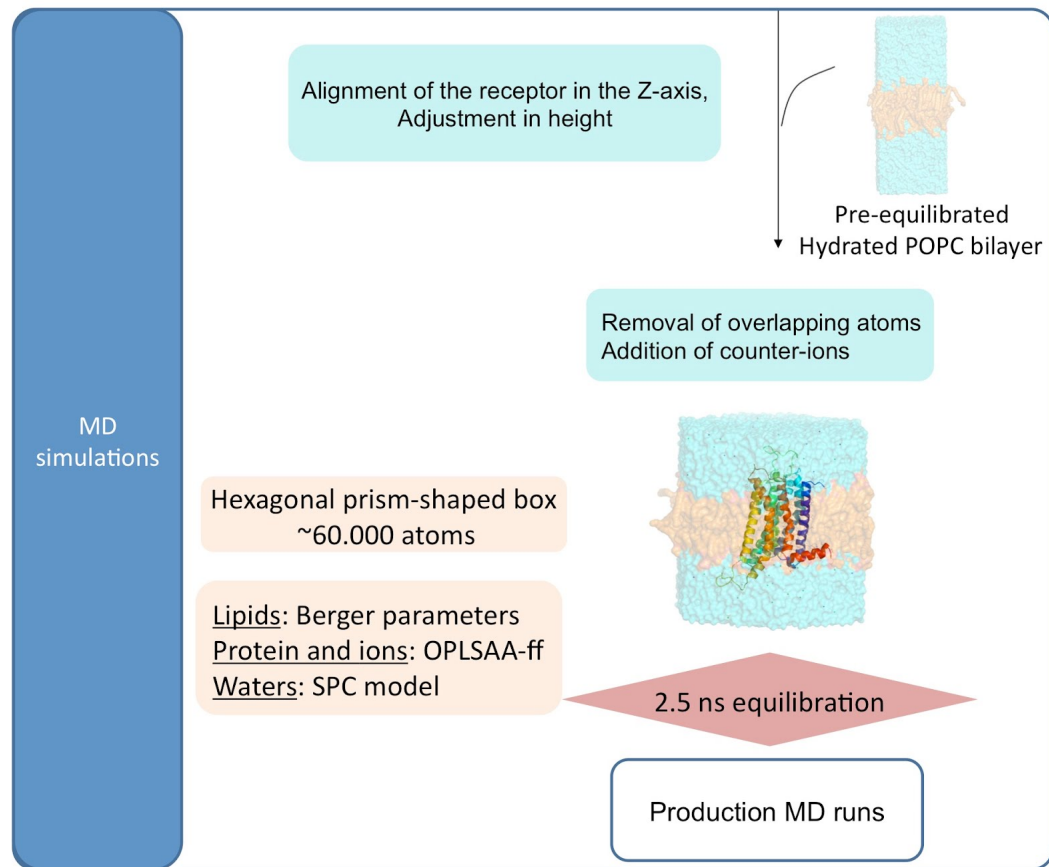 MD
simulations
Alignment of the receptor in the Z-axis,
Adjustment in height
Pre-equilibrated
Hydrated POPC bilayer
Removal of overlapping atoms
Addition of counter-ions
Hexagonal prism-shaped box
~60.000 atoms
Lipids: Berger parameters
Protein and ions: OPLSAA-ff
Waters: SPC model
2.5 ns equilibration
Production MD runs